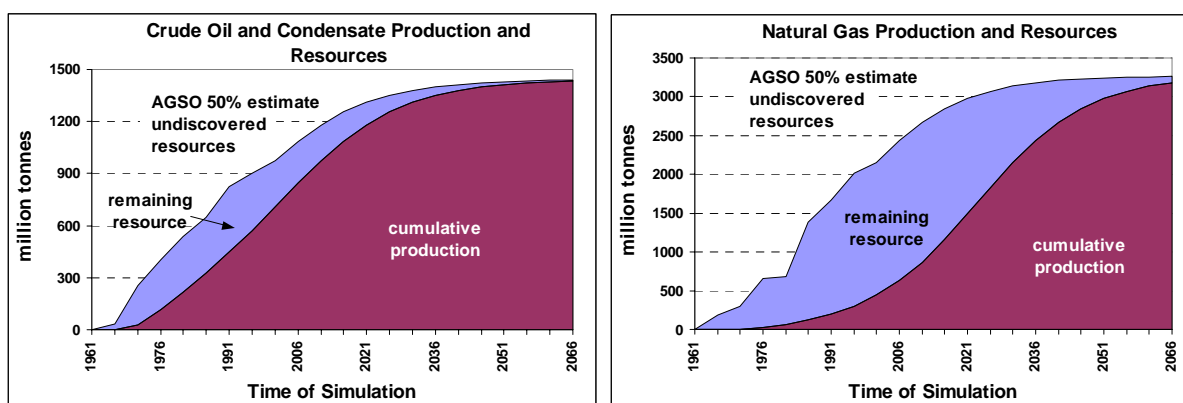 Crude Oil and Condensate Production and
Resources
1500
1200
900
600
300
0
million tonnes
AGSO 50% estimate
undiscovered
resources
remaining
resource
cumulative
production
1961
1976
1991
2006
2021
2036
2051
2066
Time of Simulation
Natural Gas Production and Resources
3500
3000
2500
2000
1500
1000
500
0
million tonnes
AGSO 50% estimate
undiscovered
resources
remaining
resource
cumulative
production
1961
1976
1991
2006
2021
2036
2051
2066
Time of Simulation